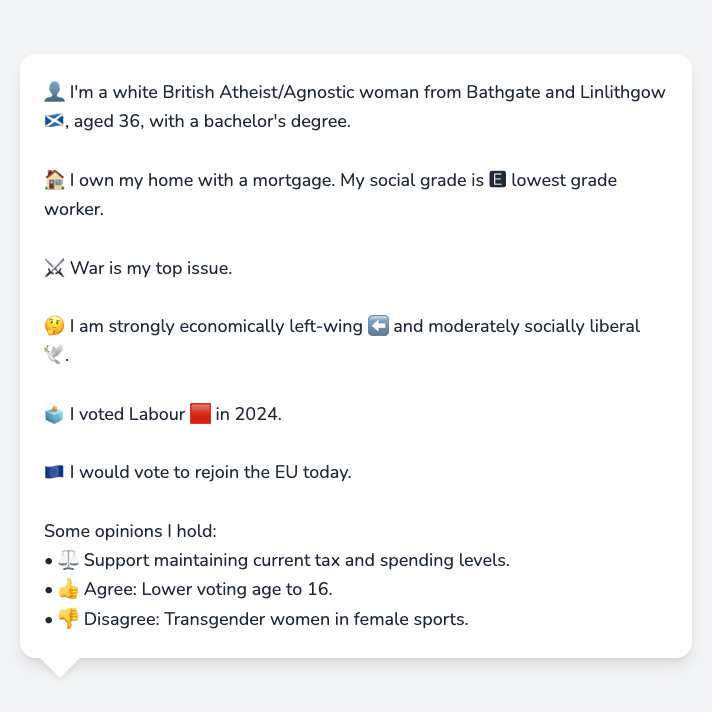 👤 I'm a white British Atheist/Agnostic woman from Bathgate and Linlithgow
🏴󠁧󠁢󠁳󠁣󠁴󠁿, aged 36, with a bachelor's degree.
🏠 I own my home with a mortgage. My social grade is E lowest grade
worker.
⚔️ War is my top issue.
🤔 I am strongly economically left-wing ⬅️ and moderately socially liberal
🕊️.
🗳️ I voted Labour 🟥 in 2024.
🇪🇺 I would vote to rejoin the EU today.
Some opinions I hold:
• ⚖️ Support maintaining current tax and spending levels.
• 👍 Agree: Lower voting age to 16.
• 👎 Disagree: Transgender women in female sports.